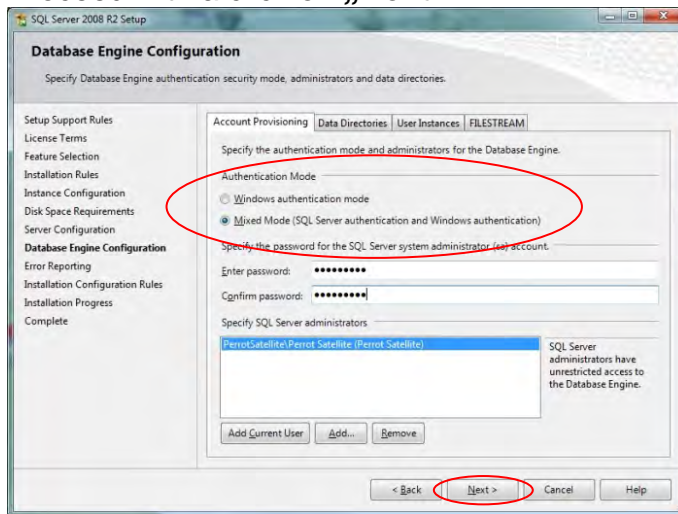 SQL Server 2008 R2 Setup
Database Engine Configuration
Specify Database Engine authentication security mode, administrators and data directories.
Setup Support Rules
License Terms
Feature Selection
Installation Rules
Instance Configuration
Disk Space Requirements
Server Configuration
Database Engine Configuration
Error Reporting
Installation Configuration Rules
Installation Progress
Complete
Account Provisioning Data Directories User Instances FILESTREAM
Specify the authentication mode and administrators for the Database Engine.
Authentication Mode
Windows authentication mode
Mixed Mode (SQL Server authentication and Windows authentication)
Specify the password for the SQL Server system administrator (sa) account.
Enter password: ●●●●●●●●●
Confirm password: ●●●●●●●●●
Specify SQL Server administrators
PerrotSatellite\Perrot Satellite (Perrot Satellite)
SQL Server
administrators have
unrestricted access to
the Database Engine.
Add Current User Add... Remove
< Back Next > Cancel Help